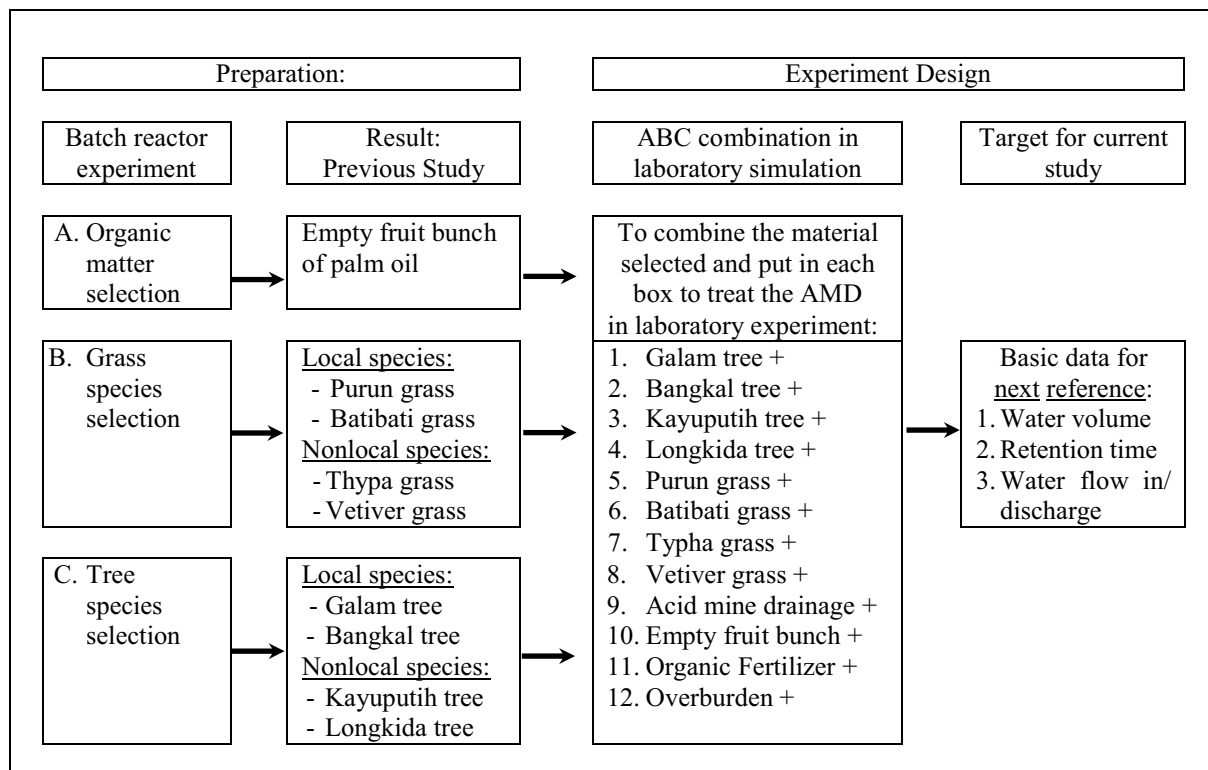 Preparation:
Experiment Design
Batch reactor
experiment
Result:
Previous Study
ABC combination in
laboratory simulation
Target for current
study
A. Organic
matter
selection
Empty fruit bunch
of palm oil
To combine the material
selected and put in each
box to treat the AMD
in laboratory experiment:
B. Grass
species
selection
Local species:
- Purun grass
- Batibati grass
Nonlocal species:
- Thypa grass
- Vetiver grass
1. Galam tree +
2. Bangkal tree +
3. Kayuputih tree +
4. Longkida tree +
5. Purun grass +
6. Batibati grass +
7. Typha grass +
8. Vetiver grass +
9. Acid mine drainage +
10. Empty fruit bunch +
11. Organic Fertilizer +
12. Overburden +
Basic data for
next reference:
1. Water volume
2. Retention time
3. Water flow in/
discharge
C. Tree
species
selection
Local species:
- Galam tree
- Bangkal tree
Nonlocal species:
- Kayuputih tree
- Longkida tree